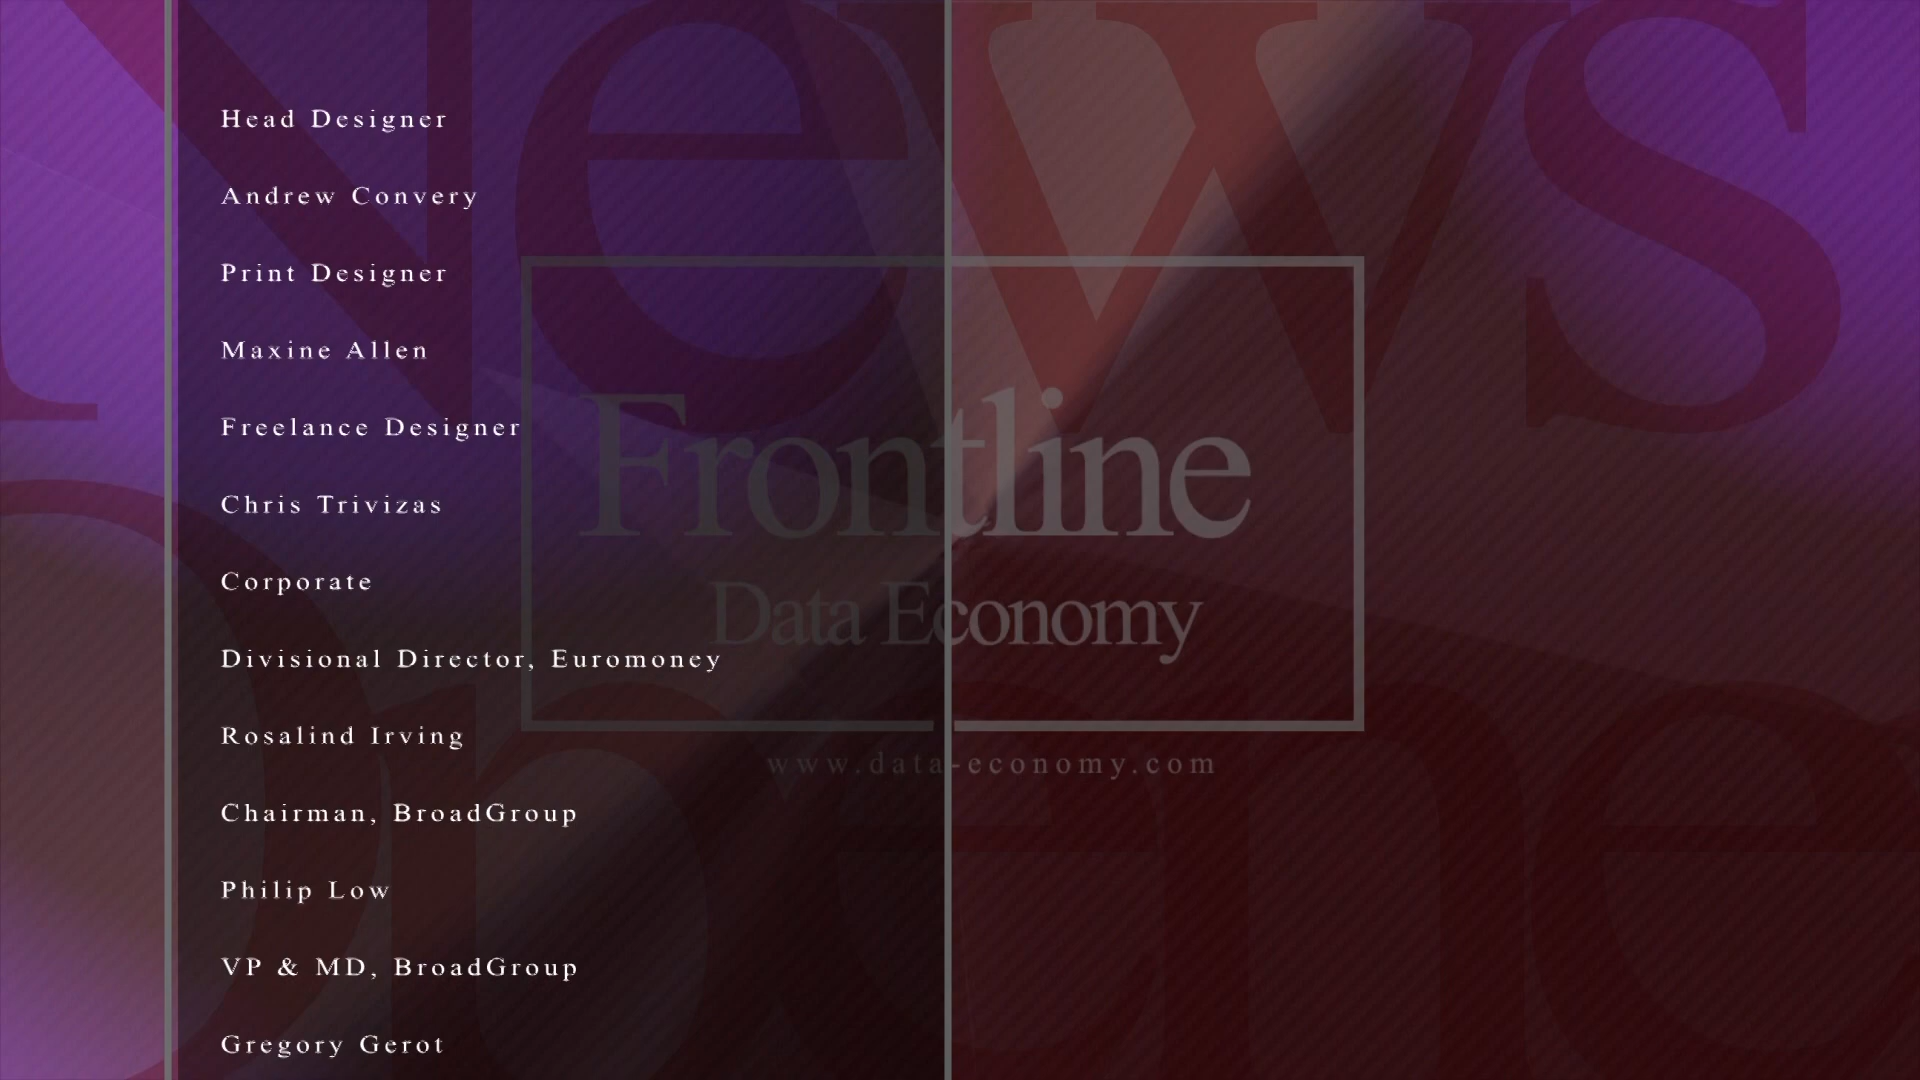 News
Head Designer
Andrew Convery
Print Designer
Maxine Allen
Freelance Designer
Chris Trivizas
Corporate
Divisional Director, Euromoney
Rosalind Irving
Chairman, BroadGroup
Philip Low
VP & MD, BroadGroup
Gregory Gerot
Frontline
Data Economy
www.data-economy.com